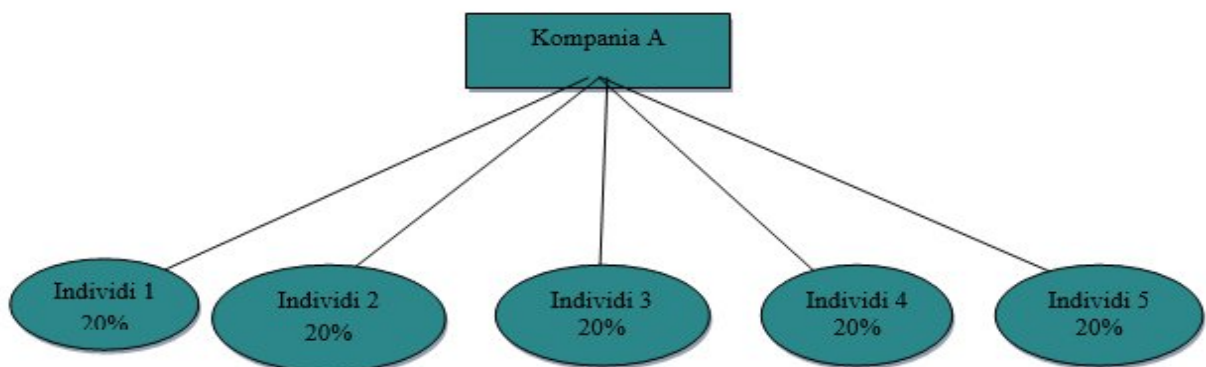 Kompania A
Individi 1
20%
Individi 2
20%
Individi 3
20%
Individi 4
20%
Individi 5
20%